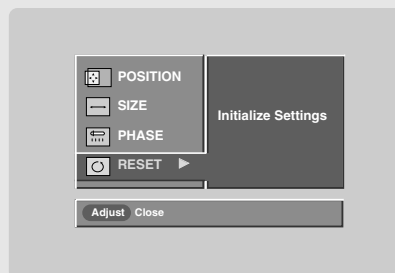 POSITION
SIZE
PHASE
RESET ▶
Initialize Settings
Adjust Close